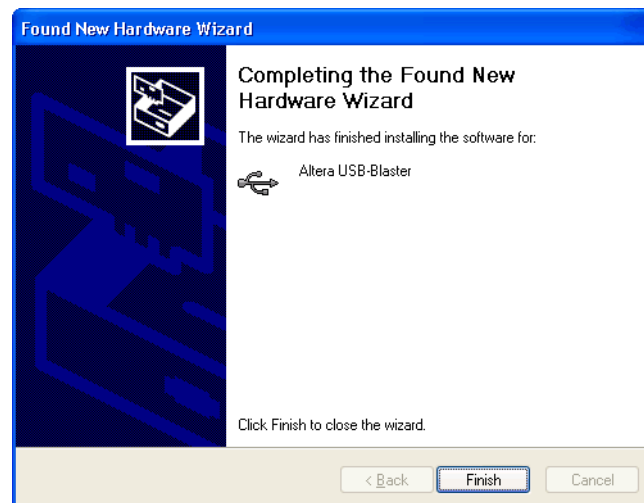 Found New Hardware Wizard
Completing the Found New
Hardware Wizard
The wizard has finished installing the software for:
Altera USB-Blaster
Click Finish to close the wizard.
< Back
Finish
Cancel